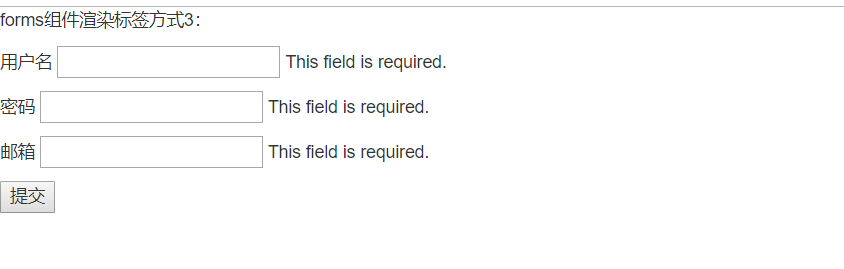 forms组件渲染标签方式3：
用户名 This field is required.
密码 This field is required.
邮箱 This field is required.
提交